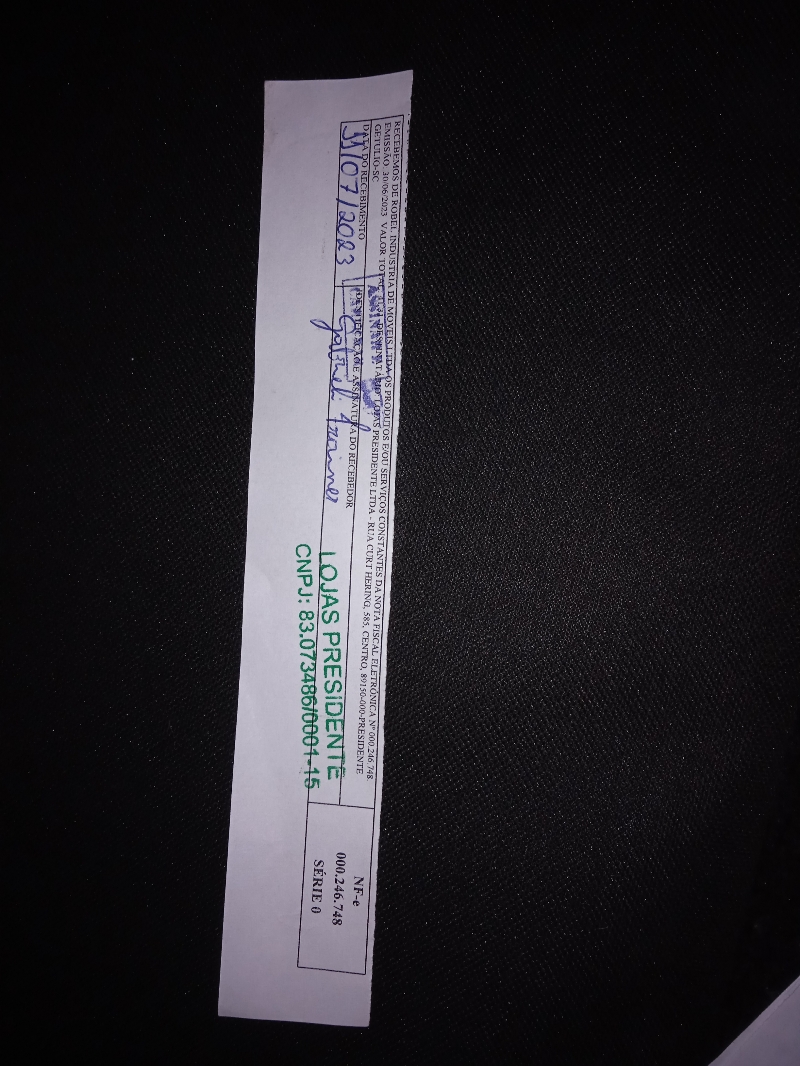 RECEBEMOS DE ROBEL INDUSTRIA DE MOVEIS LTDA OS PRODUTOS E/OU SERVIÇOS CONSTANTES DA NOTA FISCAL ELETRÔNICA Nº 000.246.748
EMISSÃO 30/06/2023 VALOR TOTAL DESTINATÁRIO LOJAS PRESIDENTE LTDA - RUA CURT HERING, 585, CENTRO, 89150-000-PRESIDENTE
GETULIO-SC
DATA DO RECEBIMENTO
/07/2023
IDENTIFICAÇÃO E ASSINATURA DO RECEBEDOR
LOJAS PRESIDENTE
CNPJ: 83.073486/0001-15
NF-e
000.246.748
SÉRIE 0